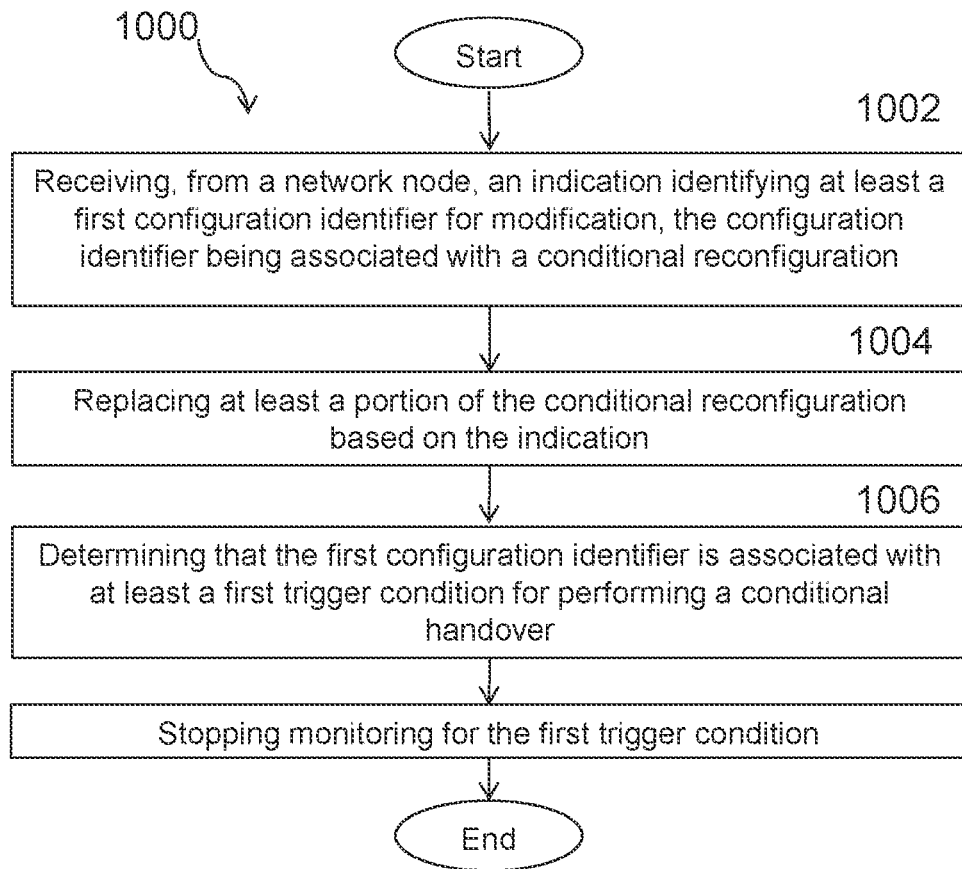 1000
Start
1002
Receiving, from a network node, an indication identifying at least a
first configuration identifier for modification, the configuration
identifier being associated with a conditional reconfiguration
1004
Replacing at least a portion of the conditional reconfiguration
based on the indication
1006
Determining that the first configuration identifier is associated with
at least a first trigger condition for performing a conditional
handover
Stopping monitoring for the first trigger condition
End